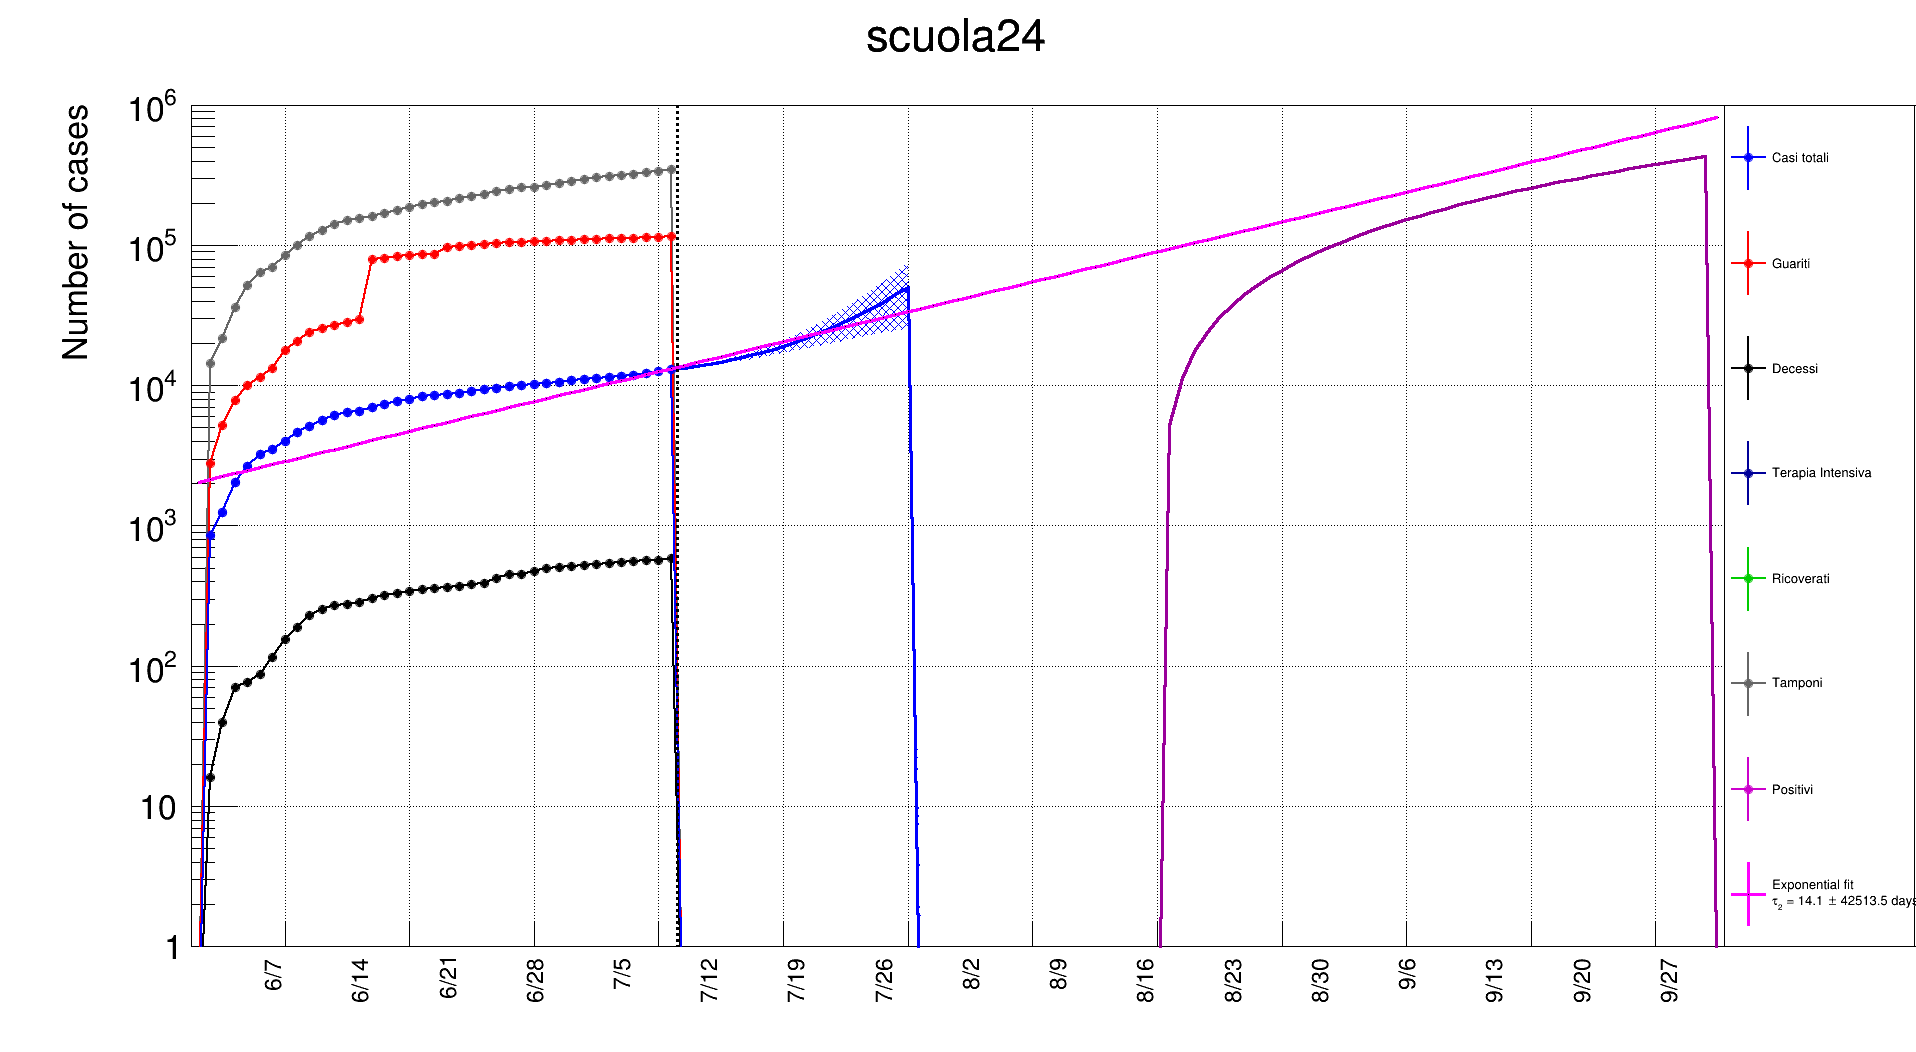 scuola24
Number of cases
10^6
10^5
10^4
10^3
10^2
10
1
6/7
6/14
6/21
6/28
7/5
7/12
7/19
7/26
8/2
8/9
8/16
8/23
8/30
9/6
9/13
9/20
9/27
Casi totali
Guariti
Decessi
Terapia Intensiva
Ricoverati
Tamponi
Positivi
Exponential fit
τ_2 = 14.1 ± 42513.5 days